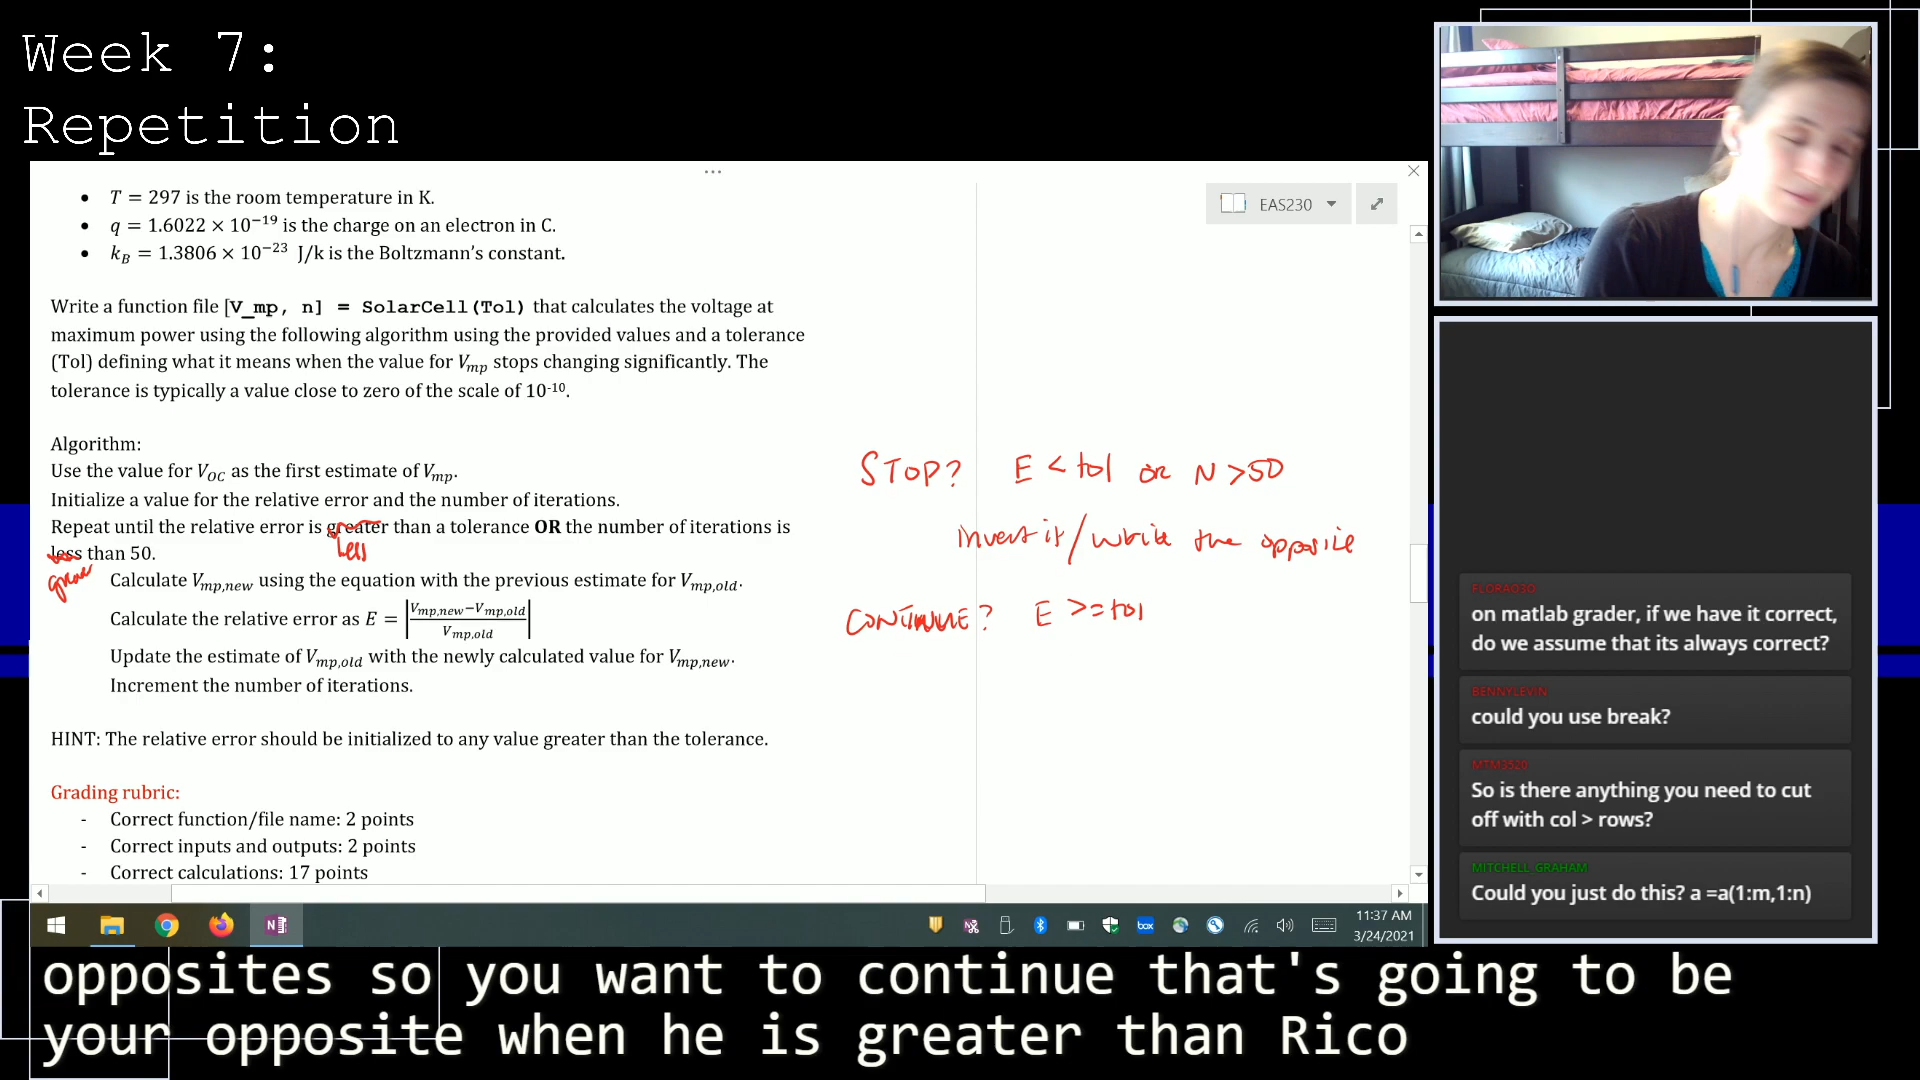 Week 7:
Repetition
EAS230
• T = 297 is the room temperature in K.
• q = 1.6022 × 10⁻¹⁹ is the charge on an electron in C.
• k_B = 1.3806 × 10⁻²³ J/k is the Boltzmann's constant.
Write a function file [V_mp, n] = SolarCell(Tol) that calculates the voltage at
maximum power using the following algorithm using the provided values and a tolerance
(Tol) defining what it means when the value for V_mp stops changing significantly. The
tolerance is typically a value close to zero of the scale of 10⁻¹⁰.
Algorithm:
Use the value for V_OC as the first estimate of V_mp.
Initialize a value for the relative error and the number of iterations.
Repeat until the relative error is greater than a tolerance OR the number of iterations is
Less
less than 50.
Calculate V_mp,new using the equation with the previous estimate for V_mp,old.
Calculate the relative error as E = |(V_mp,new−V_mp,old)/V_mp,old|
Update the estimate of V_mp,old with the newly calculated value for V_mp,new.
Increment the number of iterations.
HINT: The relative error should be initialized to any value greater than the tolerance.
Grading rubric:
- Correct function/file name: 2 points
- Correct inputs and outputs: 2 points
- Correct calculations: 17 points
STOP? E < tol or N > 50
invert it / write the opposite
CONTINUE? E >= tol
FLORAO3O
on matlab grader, if we have it correct,
do we assume that its always correct?
BENNYLEVIN
could you use break?
MTM3520
So is there anything you need to cut
off with col > rows?
MITCHELL_GRAHAM
Could you just do this? a =a(1:m,1:n)
box
11:37 AM
3/24/2021
opposites so you want to continue that's going to be
your opposite when he is greater than Rico